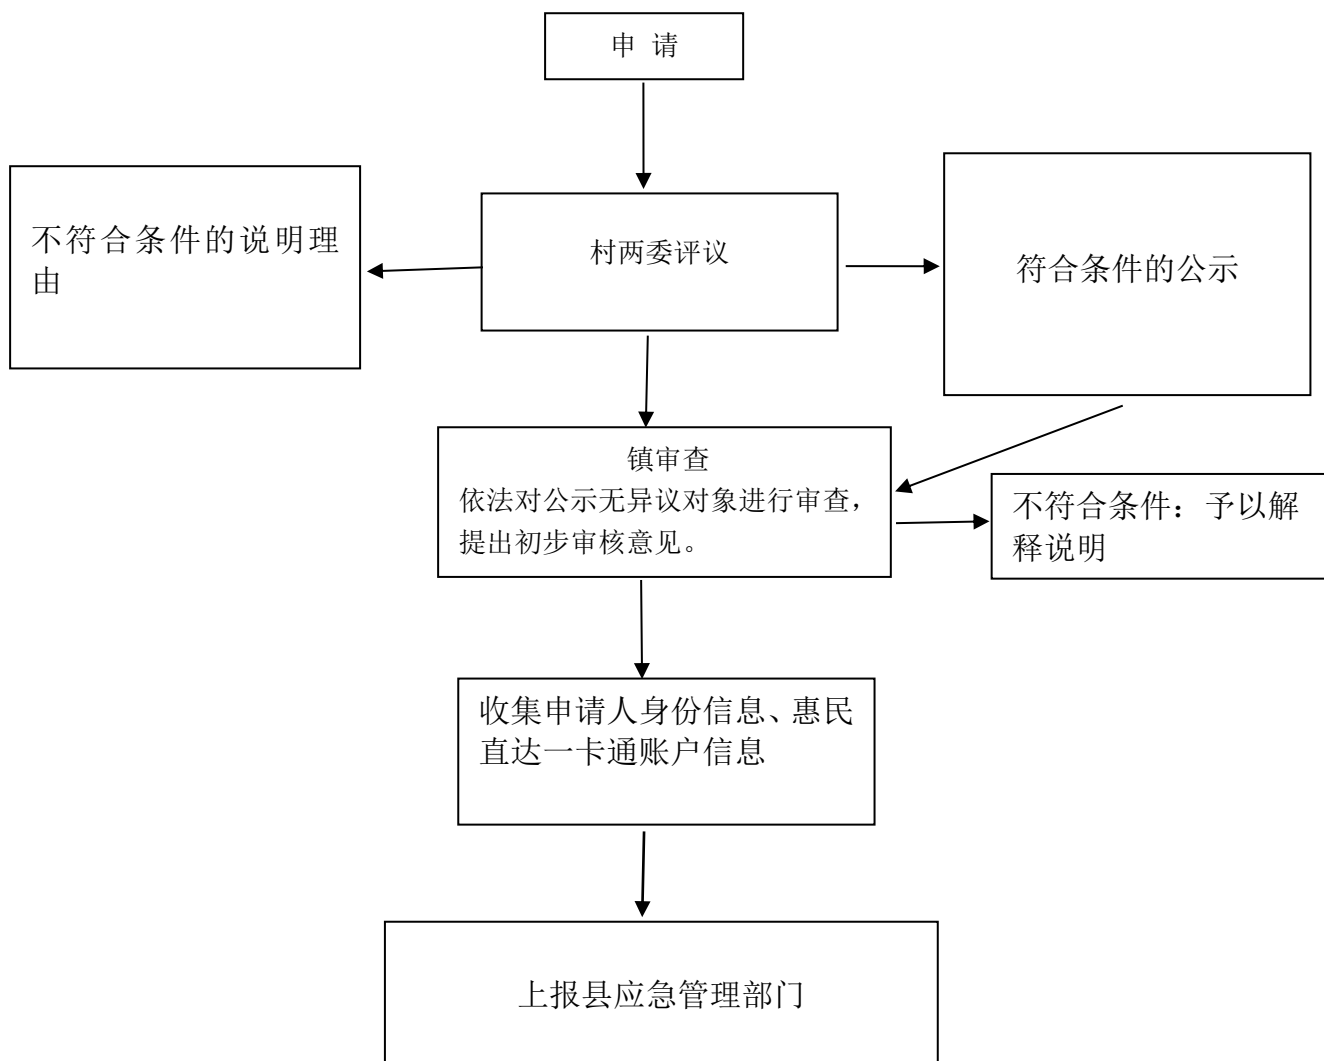 申 请
不符合条件的说明理
由
村两委评议
符合条件的公示
镇审查
依法对公示无异议对象进行审查，
提出初步审核意见。
不符合条件：予以解
释说明
收集申请人身份信息、惠民
直达一卡通账户信息
上报县应急管理部门